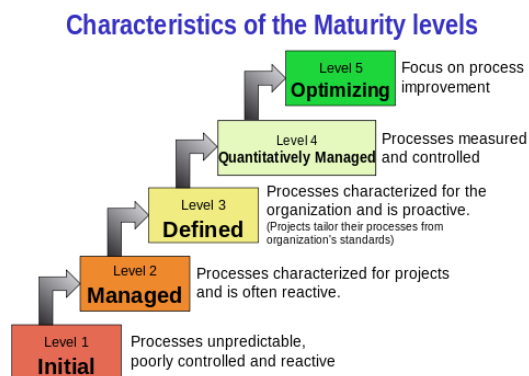 Characteristics of the Maturity levels
Level 5
Optimizing
Focus on process
improvement
Level 4
Quantitatively Managed
Processes measured
and controlled
Level 3
Defined
Processes characterized for the
organization and is proactive.
(Projects tailor their processes from
organization's standards)
Level 2
Managed
Processes characterized for projects
and is often reactive.
Level 1
Initial
Processes unpredictable,
poorly controlled and reactive